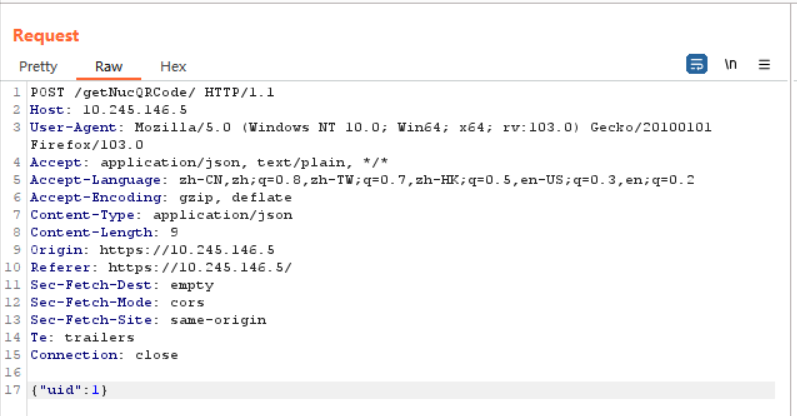 Request
Pretty Raw Hex \n
1 POST /getNucQRCode/ HTTP/1.1
2 Host: 10.245.146.5
3 User-Agent: Mozilla/5.0 (Windows NT 10.0; Win64; x64; rv:103.0) Gecko/20100101
Firefox/103.0
4 Accept: application/json, text/plain, */*
5 Accept-Language: zh-CN,zh;q=0.8,zh-TW;q=0.7,zh-HK;q=0.5,en-US;q=0.3,en;q=0.2
6 Accept-Encoding: gzip, deflate
7 Content-Type: application/json
8 Content-Length: 9
9 Origin: https://10.245.146.5
10 Referer: https://10.245.146.5/
11 Sec-Fetch-Dest: empty
12 Sec-Fetch-Mode: cors
13 Sec-Fetch-Site: same-origin
14 Te: trailers
15 Connection: close
16
17 {"uid":1}